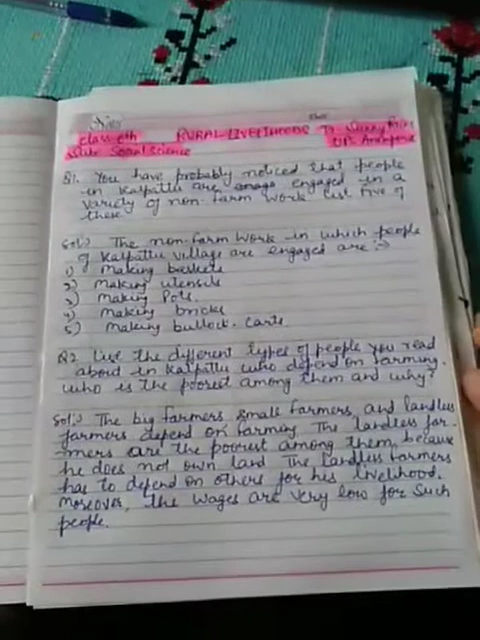 Class 6th RURAL-LIVELIHOODS
Sub: Social science
Q1. You have probably noticed that people
in Kalpattu are engaged in a
variety of non-farm work List five of
these
Sol:) The non-farm work in which people
of Kalpattu village are engaged are :->
1) Making baskets
2) Making utensils
3) Making Pots.
4) Making bricks
5) Making bullock-carts
Q2 List the different types of people you read
about in Kalpattu who depend on farming.
who is the poorest among them and why?
Sol:) The big farmers small farmers, and landless
farmers depend on farming The landless far-
mers are the poorest among them, because
he does not own land The landless farmers
has to depend on others for his livelihood.
Moreover, the wages are very low for such
people.